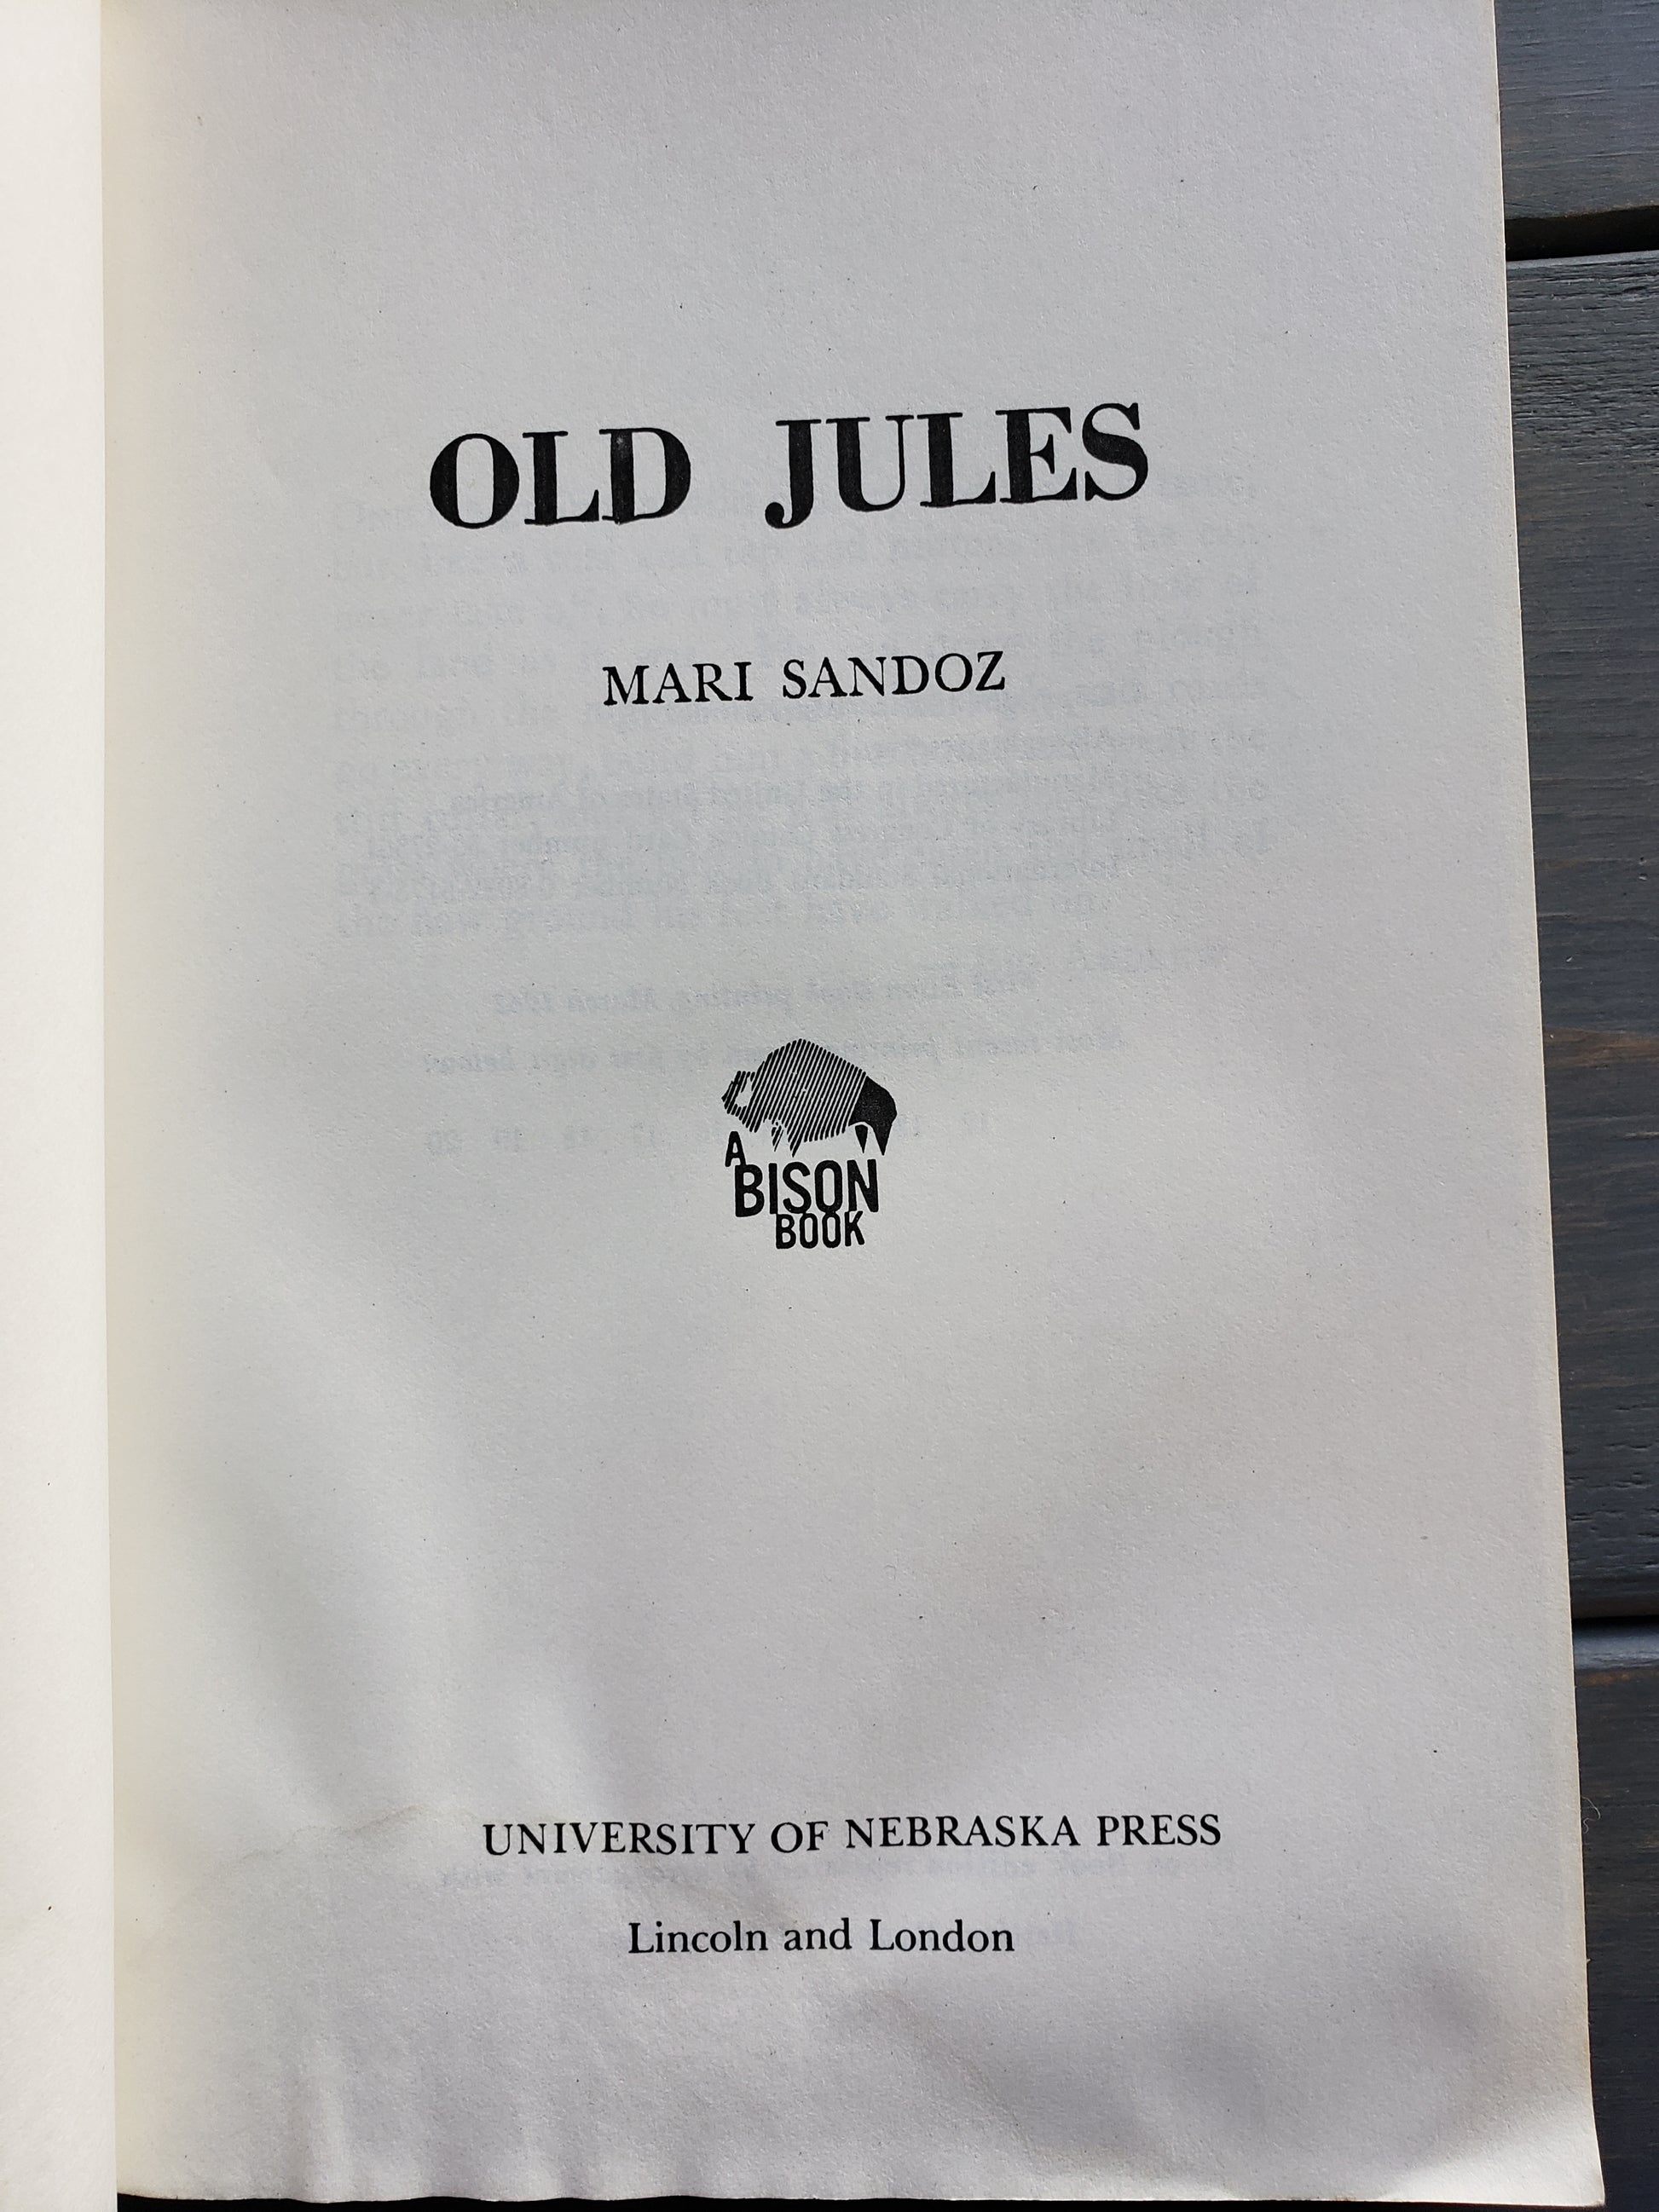 OLD JULES
MARI SANDOZ
A
BISON
BOOK
UNIVERSITY OF NEBRASKA PRESS
Lincoln and London